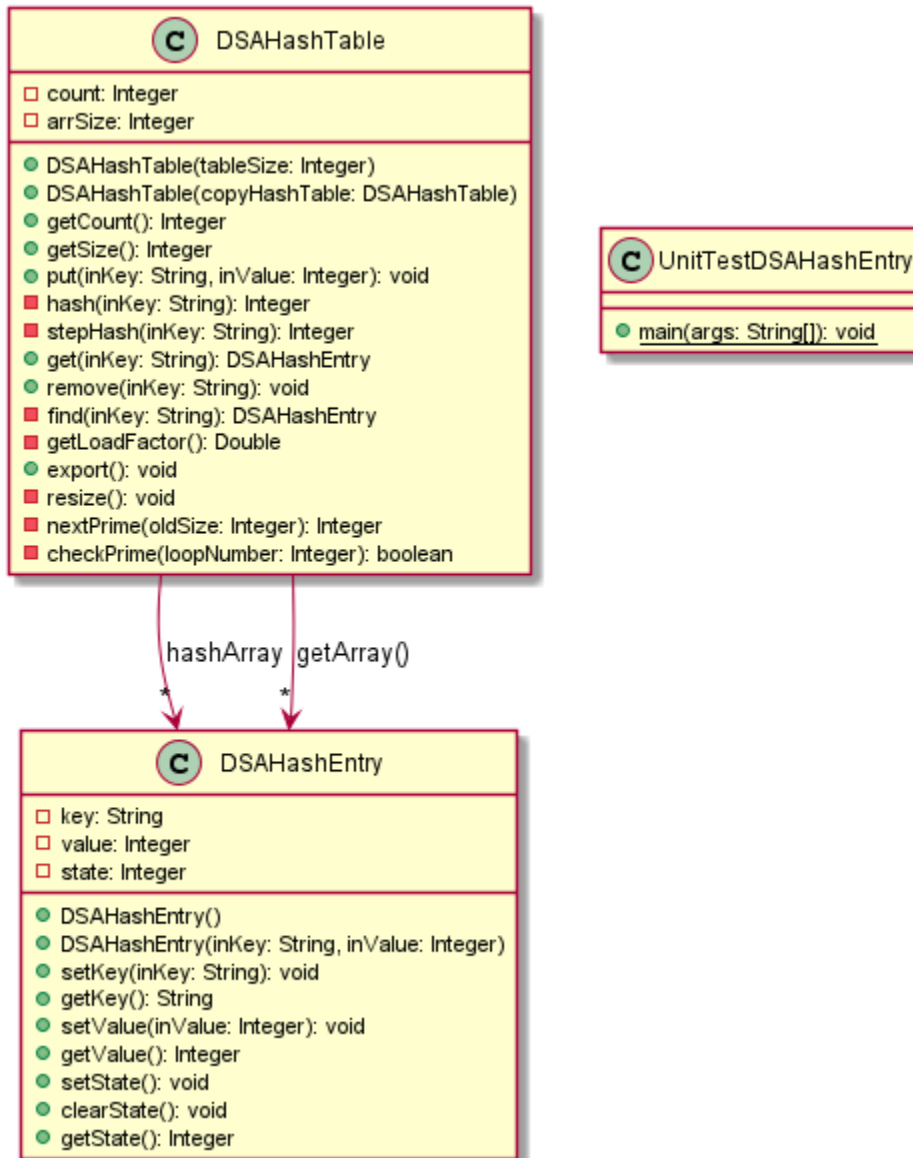 C DSAHashTable
count: Integer
arrSize: Integer
DSAHashTable(tableSize: Integer)
DSAHashTable(copyHashTable: DSAHashTable)
getCount(): Integer
getSize(): Integer
put(inKey: String, inValue: Integer): void
hash(inKey: String): Integer
stepHash(inKey: String): Integer
get(inKey: String): DSAHashEntry
remove(inKey: String): void
find(inKey: String): DSAHashEntry
getLoadFactor(): Double
export(): void
resize(): void
nextPrime(oldSize: Integer): Integer
checkPrime(loopNumber: Integer): boolean
C UnitTestDSAHashEntry
main(args: String[]): void
hashArray
getArray()
*
*
C DSAHashEntry
key: String
value: Integer
state: Integer
DSAHashEntry()
DSAHashEntry(inKey: String, inValue: Integer)
setKey(inKey: String): void
getKey(): String
setValue(inValue: Integer): void
getValue(): Integer
setState(): void
clearState(): void
getState(): Integer